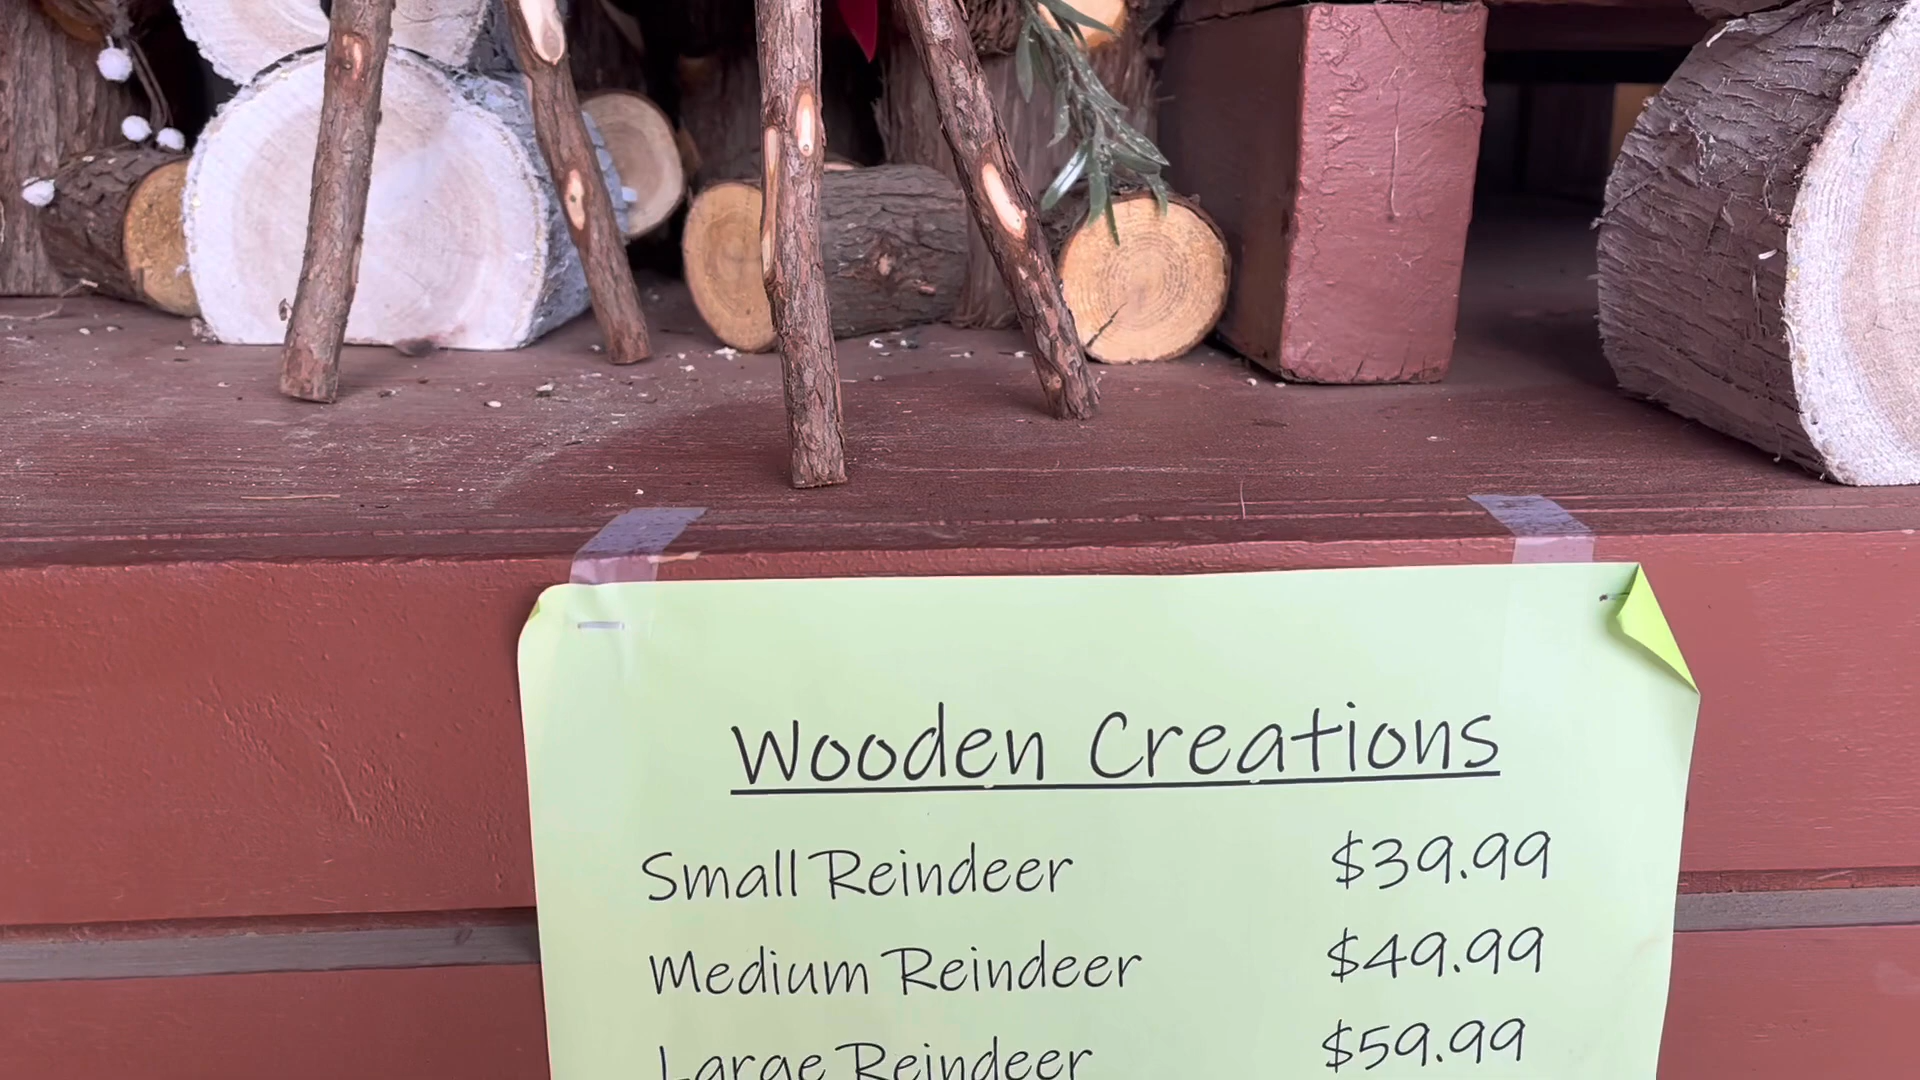 Wooden Creations
Small Reindeer $39.99
Medium Reindeer $49.99
Large Reindeer $59.99